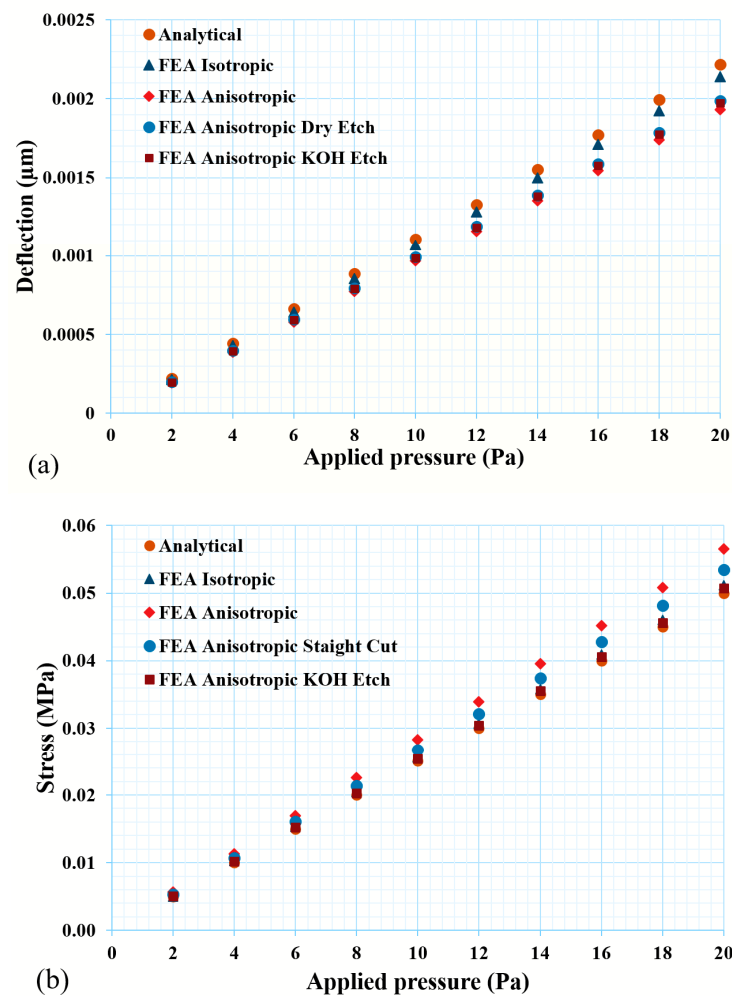 0.0025
Analytical
FEA Isotropic
0.002
FEA Anisotropic
FEA Anisotropic Dry Etch
0.0015
FEA Anisotropic KOH Etch
0.001
0.0005
0
Deflection (μm)
0 2 4 6 8 10 12 14 16 18 20
Applied pressure (Pa)
(a)
0.06
Analytical
FEA Isotropic
0.05
FEA Anisotropic
FEA Anisotropic Staight Cut
0.04
FEA Anisotropic KOH Etch
0.03
0.02
0.01
0.00
Stress (MPa)
0 2 4 6 8 10 12 14 16 18 20
Applied pressure (Pa)
(b)